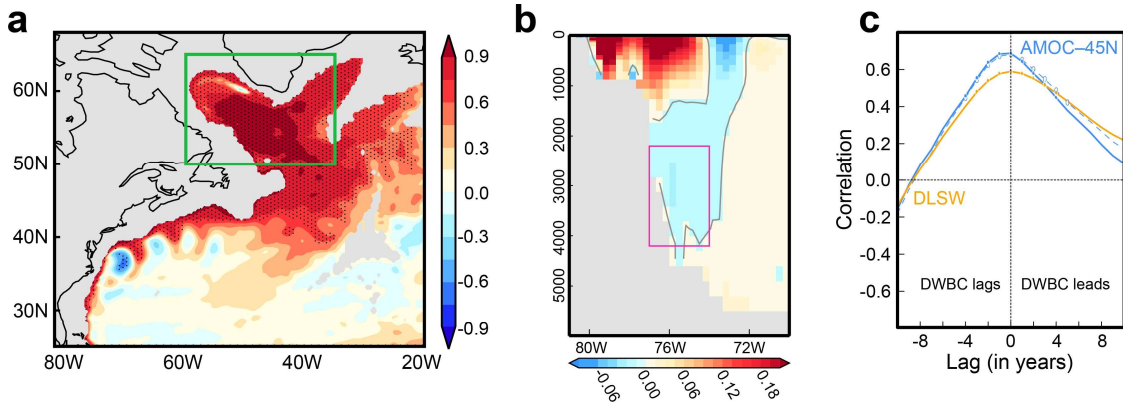 a
60N
50N
40N
30N
80W
60W
40W
20W
0.9
0.6
0.3
0.0
-0.3
-0.6
-0.9
b
0
1000
2000
3000
4000
5000
80W
76W
72W
-0.06
0.00
0.06
0.12
0.18
c
AMOC–45N
DLSW
Correlation
0.6
0.4
0.2
0.0
-0.2
-0.4
-0.6
DWBC lags
DWBC leads
-8
-4
0
4
8
Lag (in years)